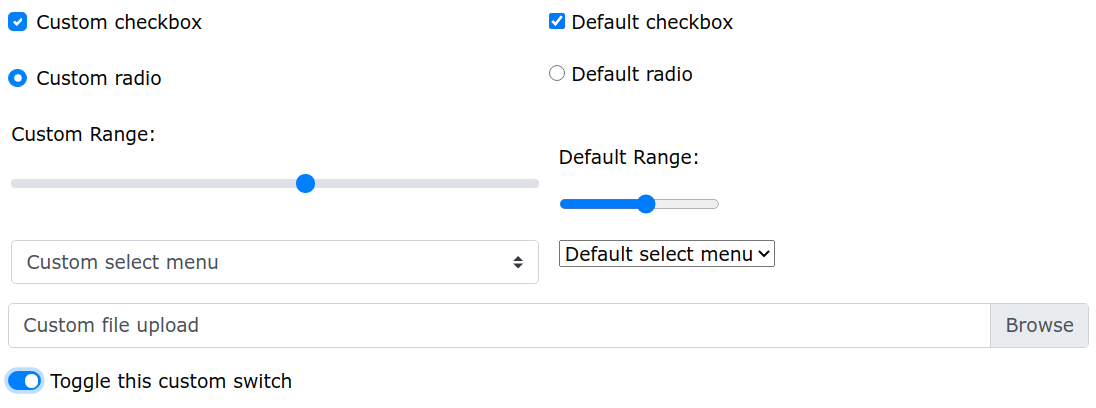 Custom checkbox
Default checkbox
Custom radio
Default radio
Custom Range:
Default Range:
Custom select menu
Default select menu
Custom file upload
Browse
Toggle this custom switch